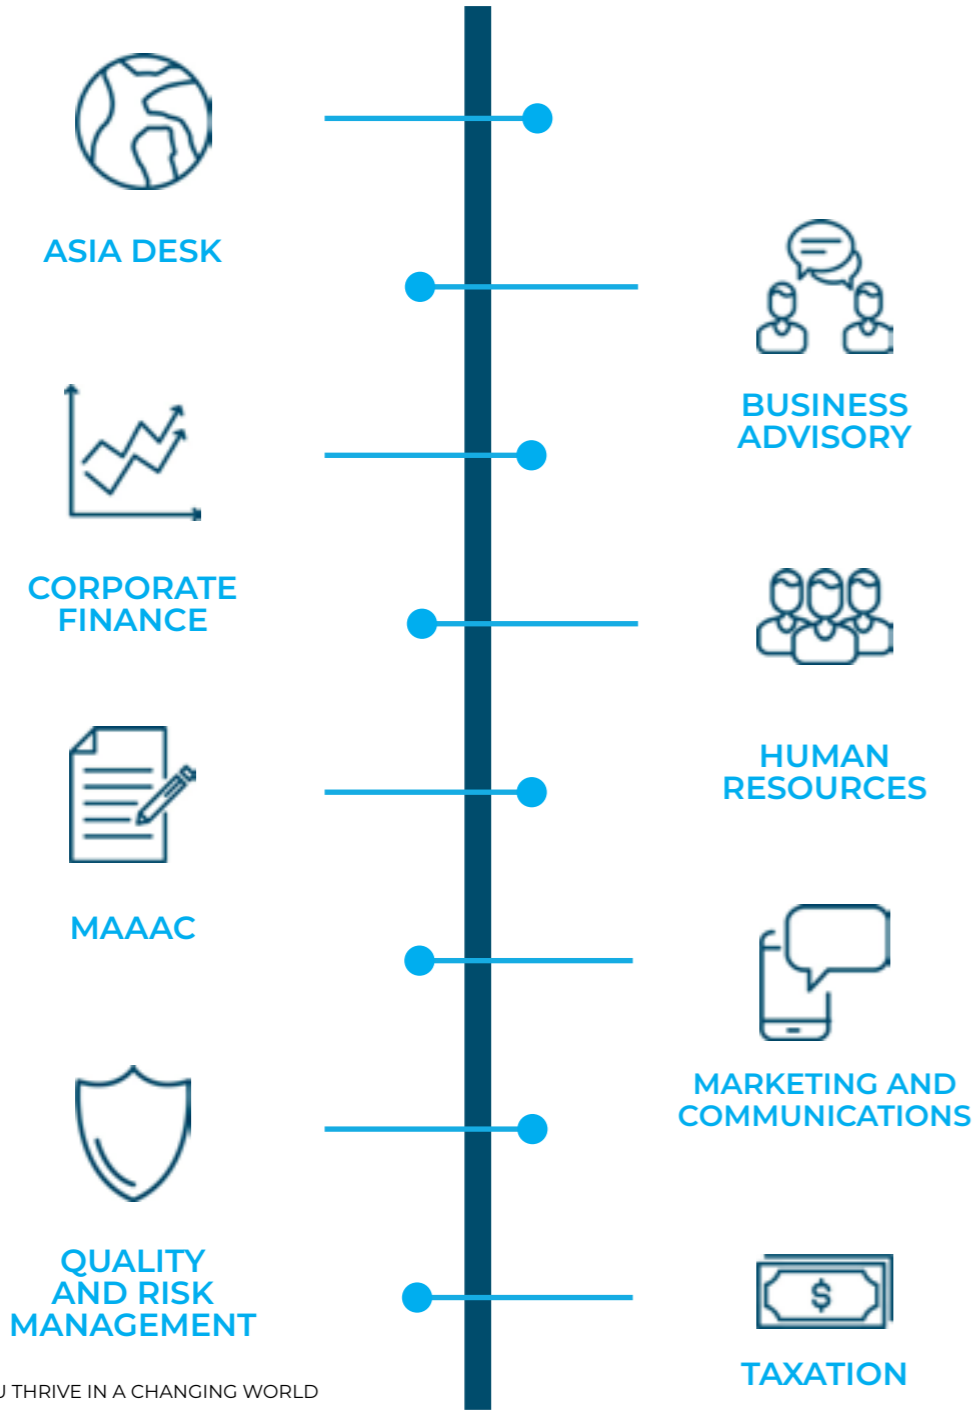 ASIA DESK
BUSINESS
ADVISORY
CORPORATE
FINANCE
HUMAN
RESOURCES
MAAAC
MARKETING AND
COMMUNICATIONS
QUALITY
AND RISK
MANAGEMENT
$
TAXATION
U THRIVE IN A CHANGING WORLD